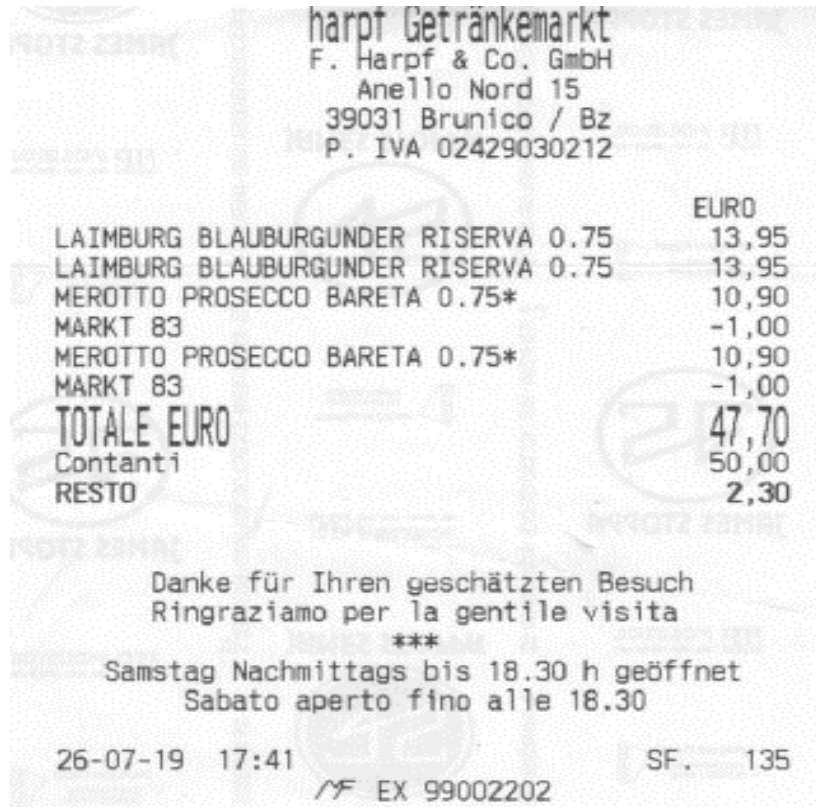 harpf Getränkemarkt
F. Harpf & Co. GmbH
Anello Nord 15
39031 Brunico / Bz
P. IVA 02429030212
EURO
LAIMBURG BLAUBURGUNDER RISERVA 0.75 13,95
LAIMBURG BLAUBURGUNDER RISERVA 0.75 13,95
MEROTTO PROSECCO BARETA 0.75* 10,90
MARKT 83 -1,00
MEROTTO PROSECCO BARETA 0.75* 10,90
MARKT 83 -1,00
TOTALE EURO 47,70
Contanti 50,00
RESTO 2,30
Danke für Ihren geschätzten Besuch
Ringraziamo per la gentile visita
***
Samstag Nachmittags bis 18.30 h geöffnet
Sabato aperto fino alle 18.30
26-07-19 17:41 SF. 135
MF EX 99002202